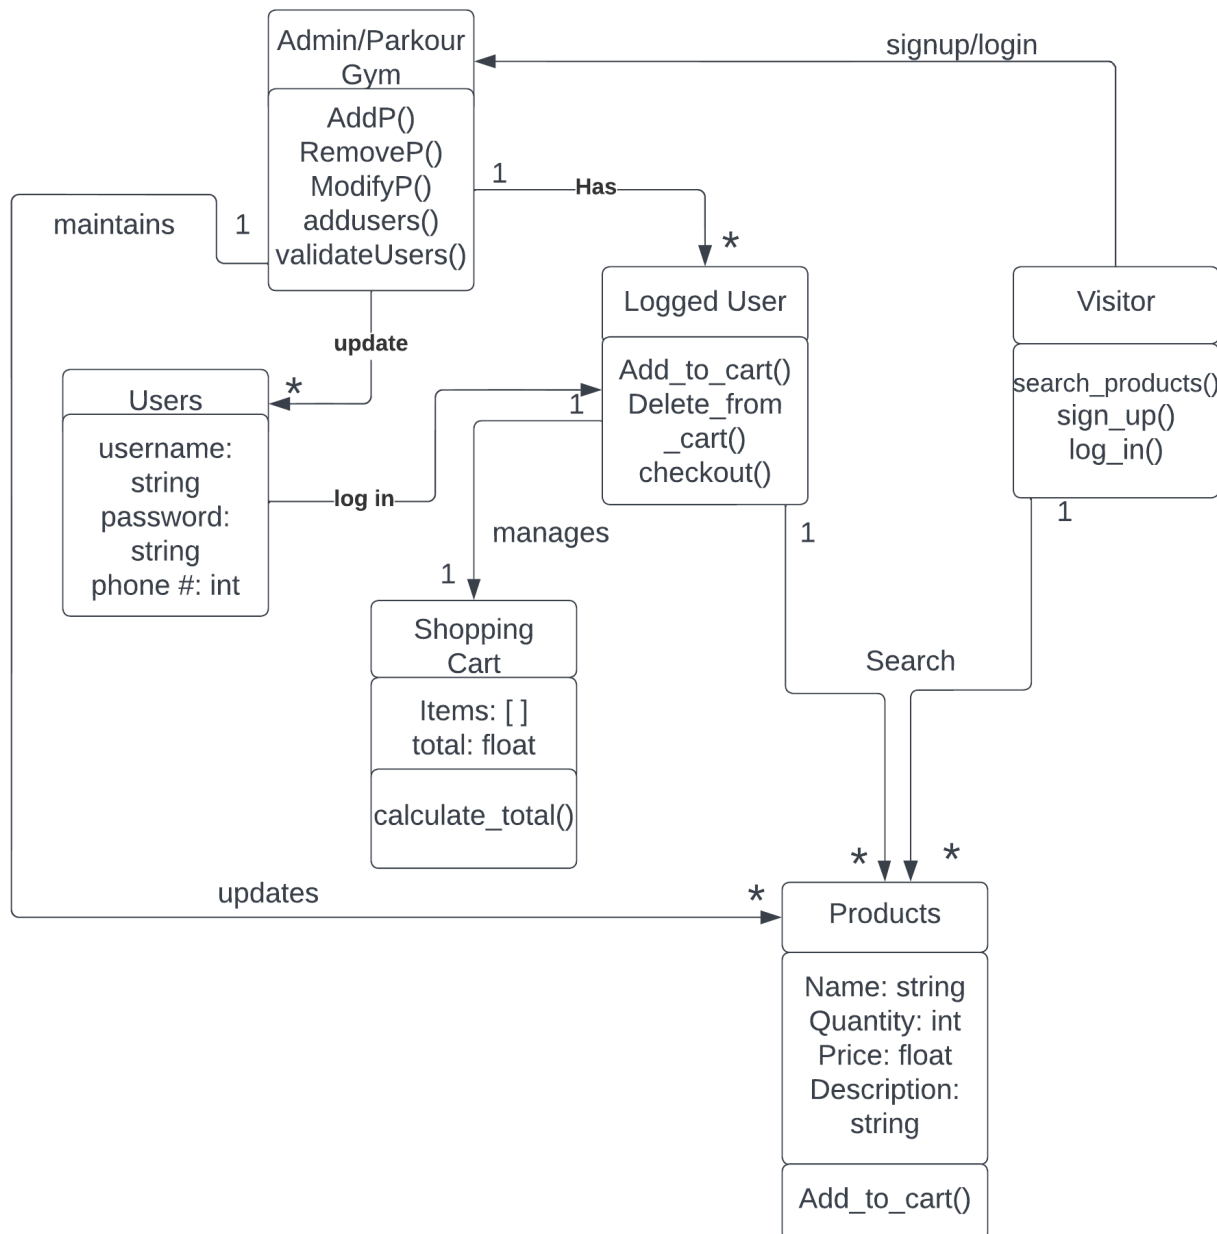 Admin/Parkour
Gym
AddP()
RemoveP()
ModifyP()
addusers()
validateUsers()
signup/login
maintains
1
1
Has
*
update
*
Users
username:
string
password:
string
phone #: int
log in
Logged User
Add_to_cart()
Delete_from
_cart()
checkout()
1
manages
1
1
Visitor
search_products()
sign_up()
log_in()
1
Search
Shopping
Cart
Items: [ ]
total: float
calculate_total()
updates
*
*
*
Products
Name: string
Quantity: int
Price: float
Description:
string
Add_to_cart()